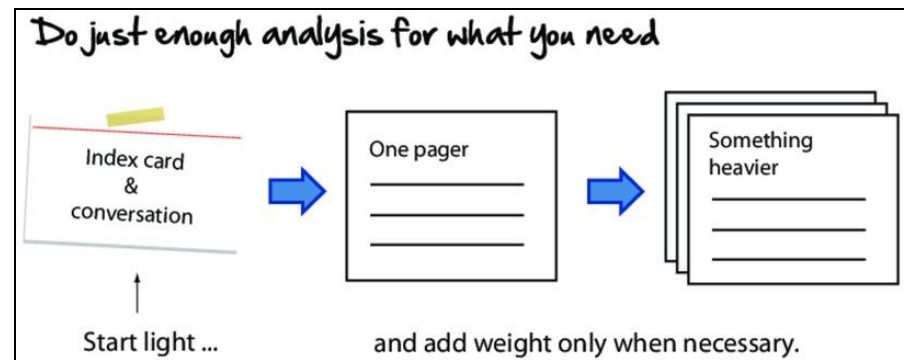 Do just enough analysis for what you need
Index card
&
conversation
One pager
Something
heavier
Start light ...
and add weight only when necessary.